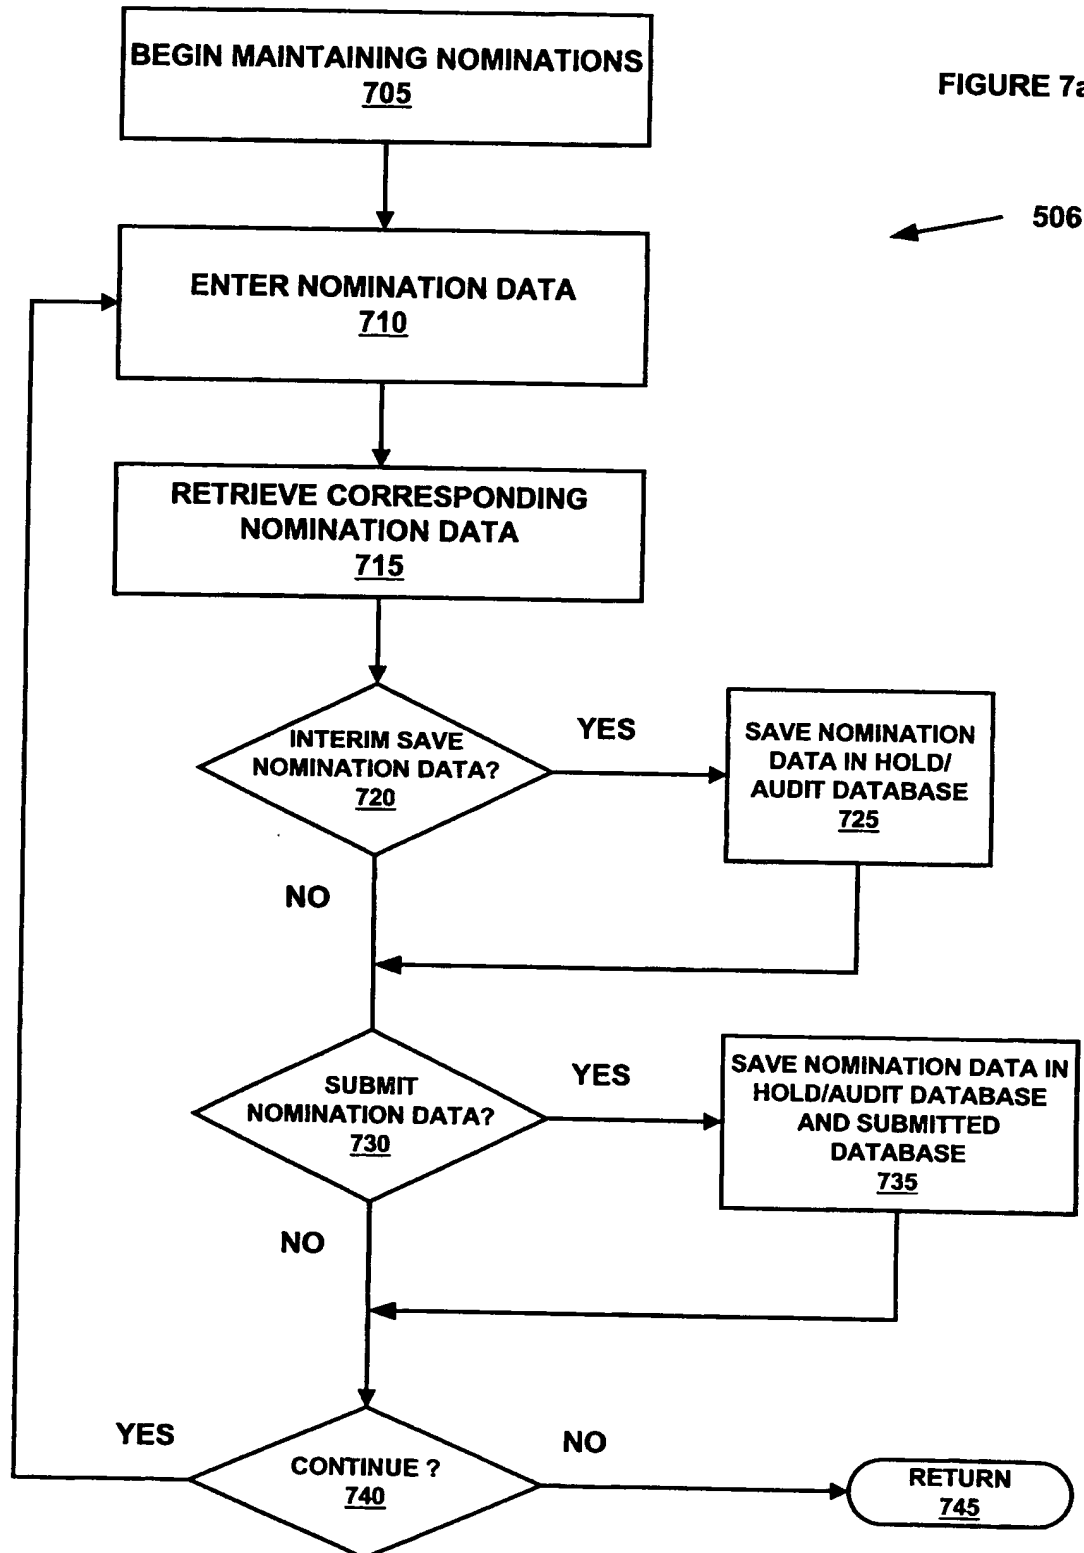 BEGIN MAINTAINING NOMINATIONS
705
FIGURE 7a
506
ENTER NOMINATION DATA
710
RETRIEVE CORRESPONDING
NOMINATION DATA
715
INTERIM SAVE
NOMINATION DATA?
720
YES
SAVE NOMINATION
DATA IN HOLD/
AUDIT DATABASE
725
NO
SUBMIT
NOMINATION DATA?
730
YES
SAVE NOMINATION DATA IN
HOLD/AUDIT DATABASE
AND SUBMITTED
DATABASE
735
NO
YES
CONTINUE ?
740
NO
RETURN
745